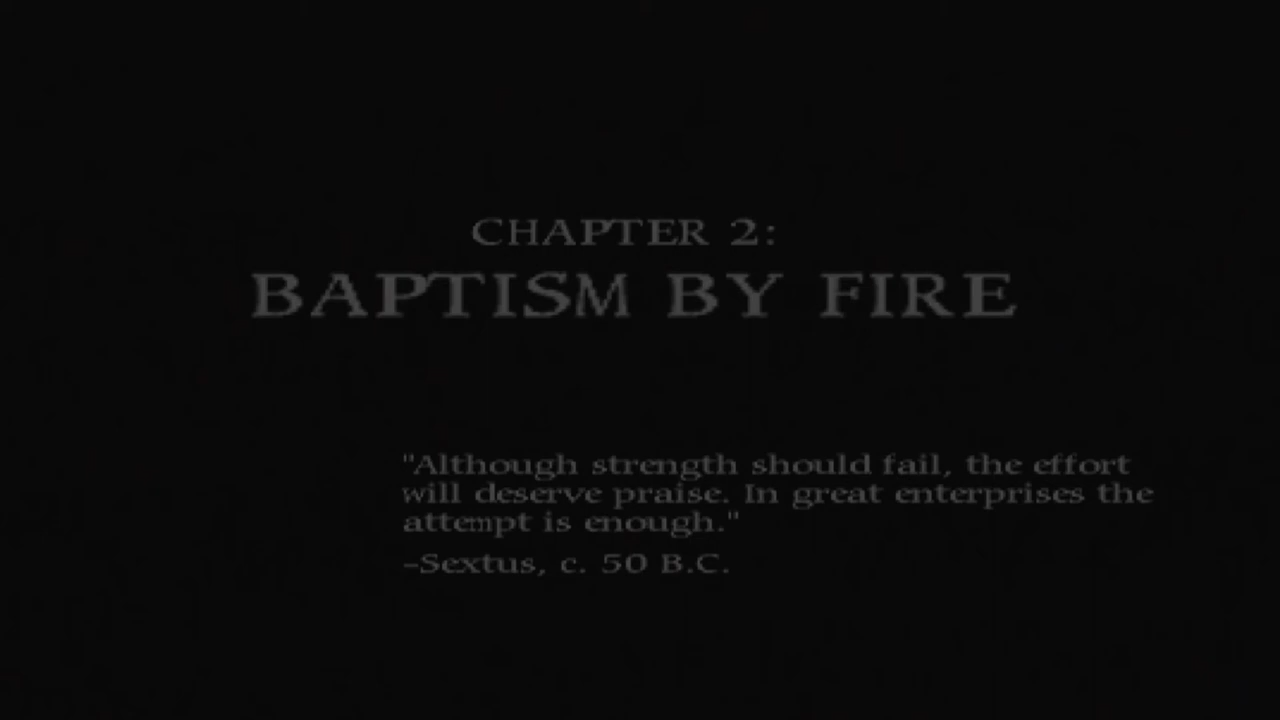 CHAPTER 2:
BAPTISM BY FIRE
"Although strength should fail, the effort
will deserve praise. In great enterprises the
attempt is enough."
–Sextus, c. 50 B.C.